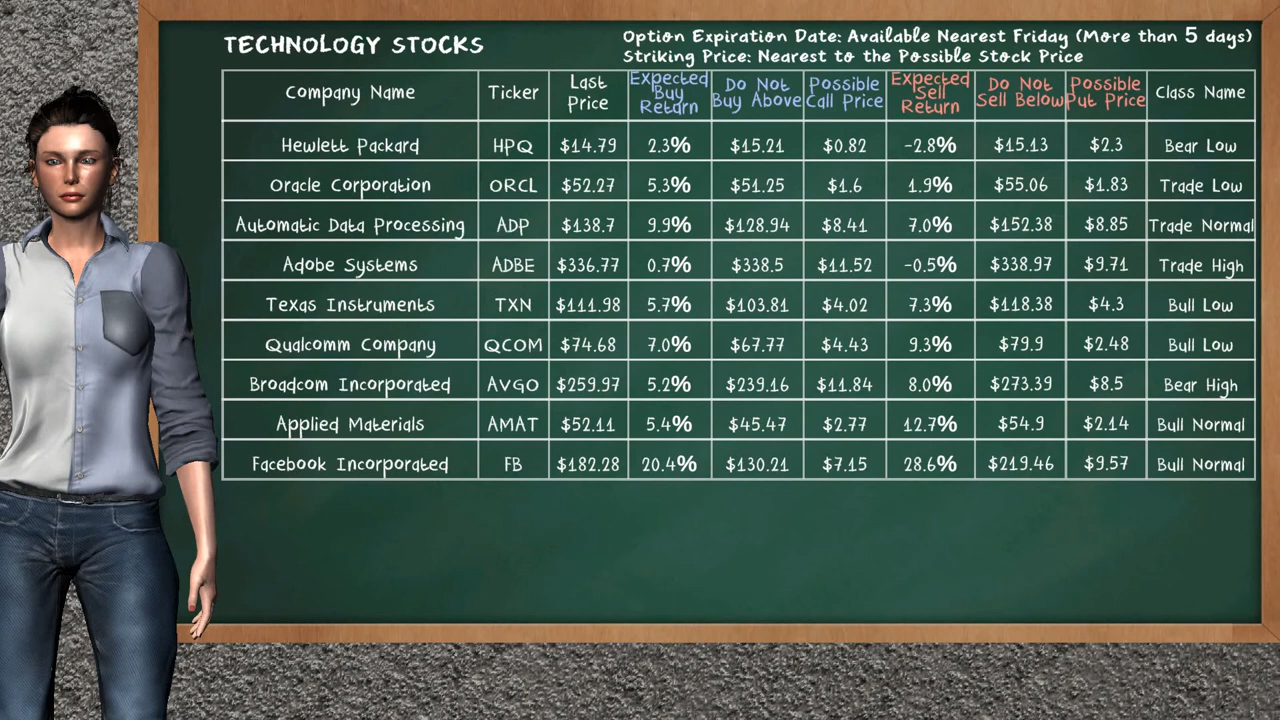 TECHNOLOGY STOCKS
Option Expiration Date: Available Nearest Friday (More than 5 days)
Striking Price: Nearest to the Possible Stock Price
Company Name Ticker Last Price Expected Buy Return Do Not Buy Above Possible Call Price Expected Sell Return Do Not Sell Below Possible Put Price Class Name
Hewlett Packard HPQ $14.79 2.3% $15.21 $0.82 -2.8% $15.13 $2.3 Bear Low
Oracle Corporation ORCL $52.27 5.3% $51.25 $1.6 1.9% $55.06 $1.83 Trade Low
Automatic Data Processing ADP $138.7 9.9% $128.94 $8.41 7.0% $152.38 $8.85 Trade Normal
Adobe Systems ADBE $336.77 0.7% $338.5 $11.52 -0.5% $338.97 $9.71 Trade High
Texas Instruments TXN $111.98 5.7% $103.81 $4.02 7.3% $118.38 $4.3 Bull Low
Qualcomm Company QCOM $74.68 7.0% $67.77 $4.43 9.3% $79.9 $2.48 Bull Low
Broadcom Incorporated AVGO $259.97 5.2% $239.16 $11.84 8.0% $273.39 $8.5 Bear High
Applied Materials AMAT $52.11 5.4% $45.47 $2.77 12.7% $54.9 $2.14 Bull Normal
Facebook Incorporated FB $182.28 20.4% $130.21 $7.15 28.6% $219.46 $9.57 Bull Normal